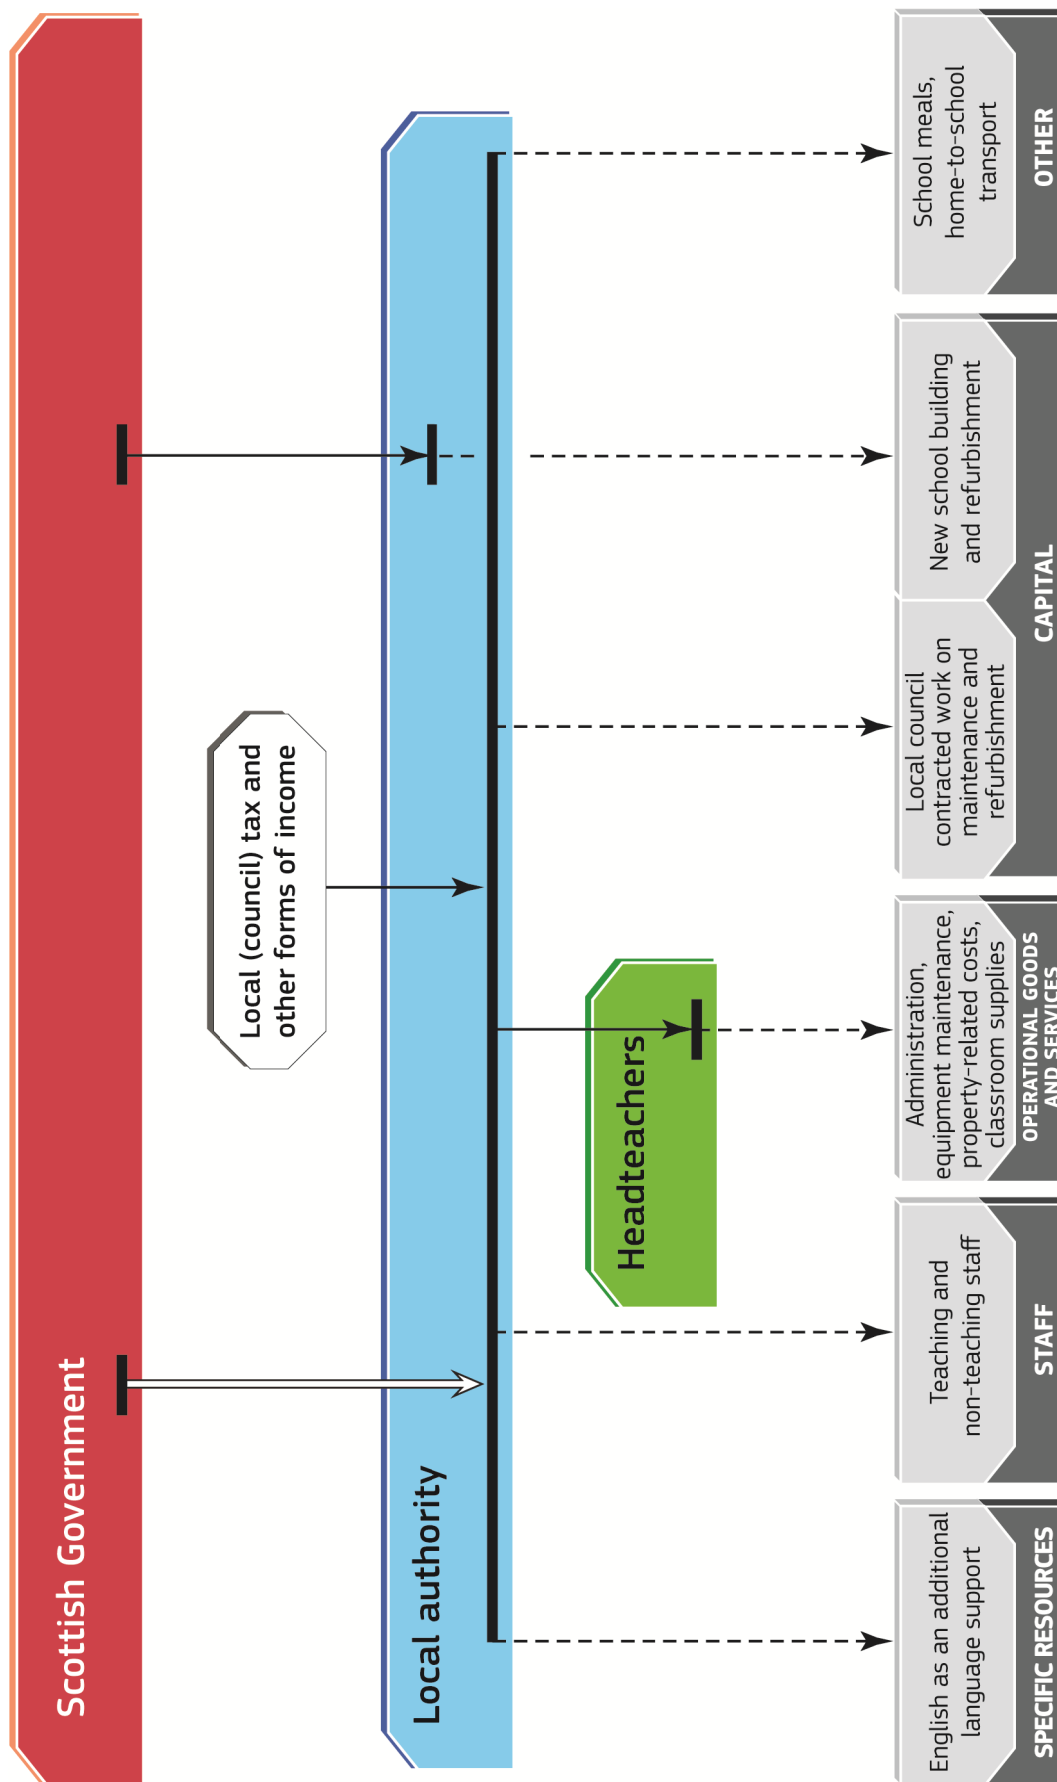 Scottish Government
Local (council) tax and
other forms of income
Local authority
Headteachers
English as an additional
language support
SPECIFIC RESOURCES
Teaching and
non-teaching staff
STAFF
Administration,
equipment maintenance,
property-related costs,
classroom supplies
OPERATIONAL GOODS
AND SERVICES
Local council
contracted work on
maintenance and
refurbishment
New school building
and refurbishment
CAPITAL
School meals,
home-to-school
transport
OTHER